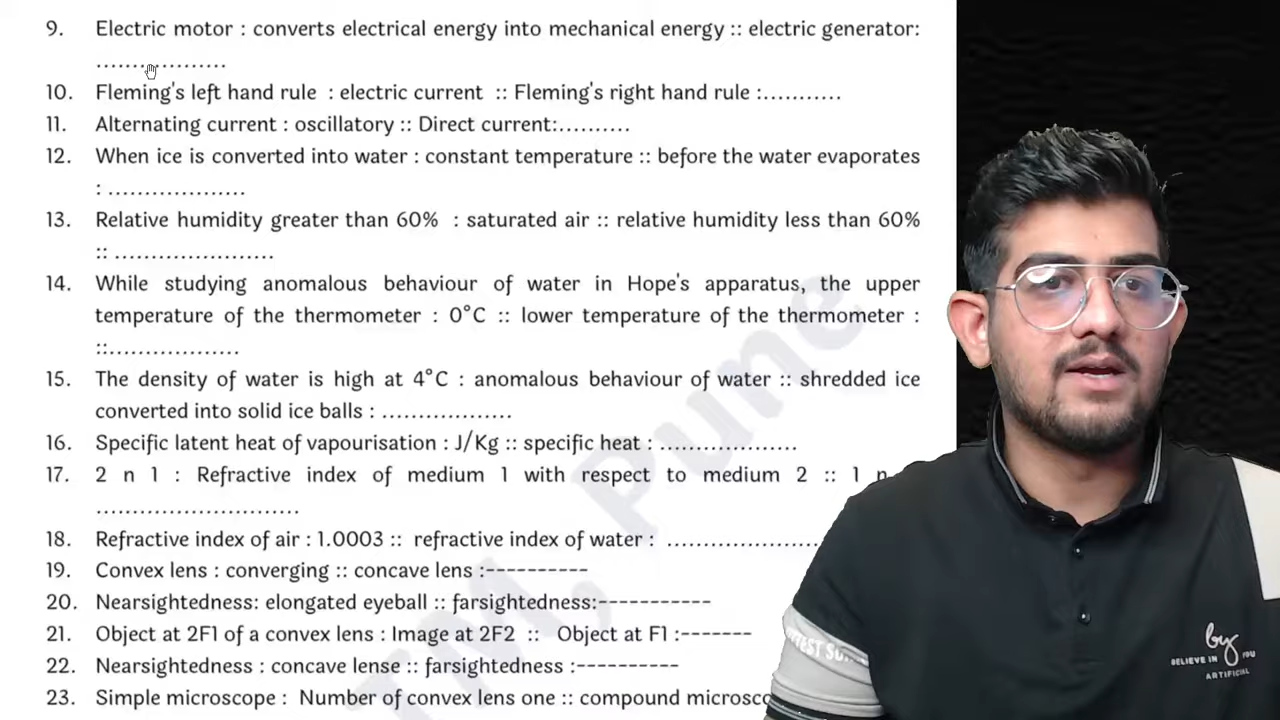 9. Electric motor : converts electrical energy into mechanical energy :: electric generator:
..................
10. Fleming's left hand rule : electric current :: Fleming's right hand rule :...........
11. Alternating current : oscillatory :: Direct current:..........
12. When ice is converted into water : constant temperature :: before the water evaporates
: ...................
13. Relative humidity greater than 60% : saturated air :: relative humidity less than 60%
:: ......................
14. While studying anomalous behaviour of water in Hope's apparatus, the upper
temperature of the thermometer : 0°C :: lower temperature of the thermometer :
::..................
15. The density of water is high at 4°C : anomalous behaviour of water :: shredded ice
converted into solid ice balls : ..................
16. Specific latent heat of vapourisation : J/Kg :: specific heat : ...................
17. 2 n 1 : Refractive index of medium 1 with respect to medium 2 :: 1 n
............................
18. Refractive index of air : 1.0003 :: refractive index of water : .....................
19. Convex lens : converging :: concave lens :----------
20. Nearsightedness: elongated eyeball :: farsightedness:-----------
21. Object at 2F1 of a convex lens : Image at 2F2 :: Object at F1 :-------
22. Nearsightedness : concave lense :: farsightedness :----------
23. Simple microscope : Number of convex lens one :: compound
TM, Pune
by
BELIEVE IN YOU
ARTIFICIAL